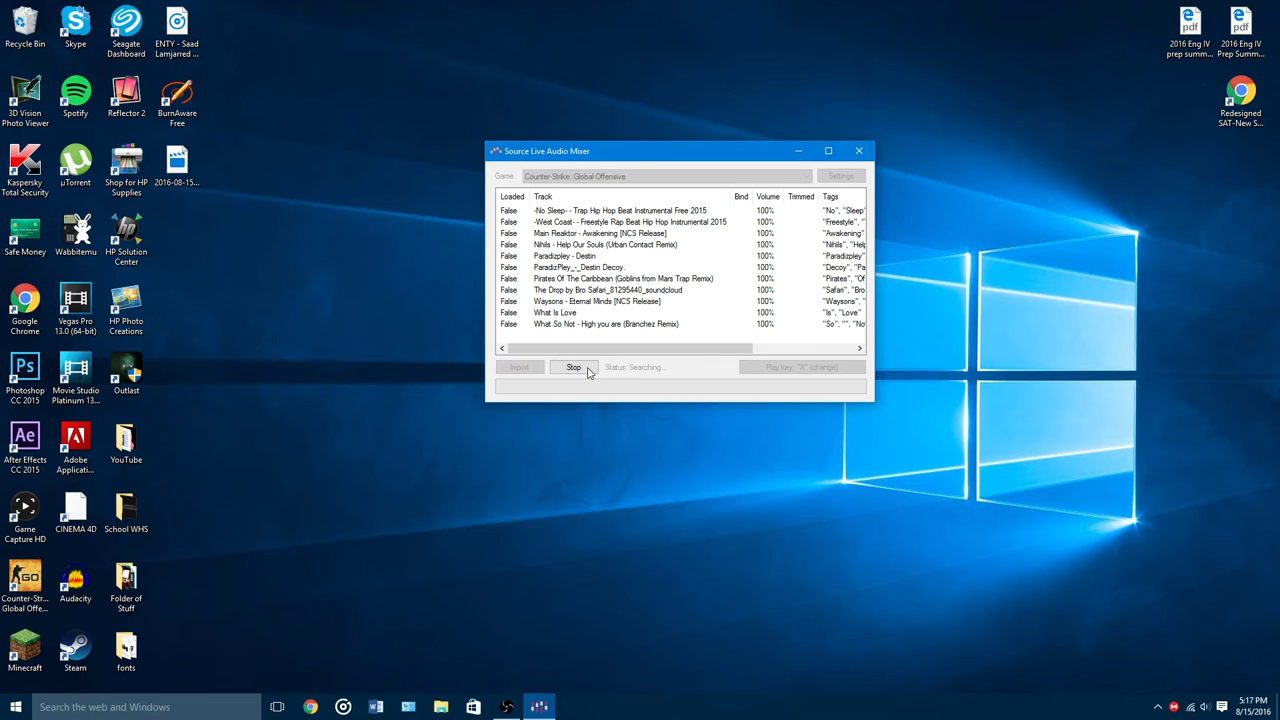 Recycle Bin
Skype
Seagate
Dashboard
ENTY - Saad
Lamjarred ...
3D Vision
Photo Viewer
Spotify
Reflector 2
BurnAware
Free
Kaspersky
Total Security
µTorrent
Shop for HP
Supplies
2016-08-15...
Safe Money
Wabbitemu
HP Solution
Center
Google
Chrome
Vegas Pro
13.0 (64-bit)
HP Photo
Creations
Photoshop
CC 2015
Movie Studio
Platinum 13...
Outlast
After Effects
CC 2015
Adobe
Applicati...
YouTube
Game
Capture HD
CINEMA 4D
School WHS
Counter-Str...
Global Offe...
Audacity
Folder of
Stuff
Minecraft
Steam
fonts
2016 Eng IV
prep summ...
2016 Eng IV
Prep Summ...
Redesigned
SAT-New S...
Source Live Audio Mixer
Game: Counter-Strike: Global Offensive Settings
Loaded Track Bind Volume Trimmed Tags
False -No Sleep- - Trap Hip Hop Beat Instrumental Free 2015 100% "No", "Sleep"
False -West Coast- - Freestyle Rap Beat Hip Hop Instrumental 2015 100% "Freestyle",
False Main Reaktor - Awakening [NCS Release] 100% "Awakening"
False Nihils - Help Our Souls (Urban Contact Remix) 100% "Nihils", "Help
False Paradizpley - Destin 100% "Paradizpley"
False ParadizPley_-_Destin Decoy. 100% "Decoy", "Pa
False Pirates Of The Caribbean (Goblins from Mars Trap Remix) 100% "Pirates", "Of
False The Drop by Bro Safari_81295440_soundcloud 100% "Safari", "Bro
False Waysons - Eternal Minds [NCS Release] 100% "Waysons", "
False What Is Love 100% "Is", "Love"
False What So Not - High you are (Branchez Remix) 100% "So", "", "Not
Import Stop Status: Searching... Play key: "X" (change)
Search the web and Windows
5:17 PM
8/15/2016